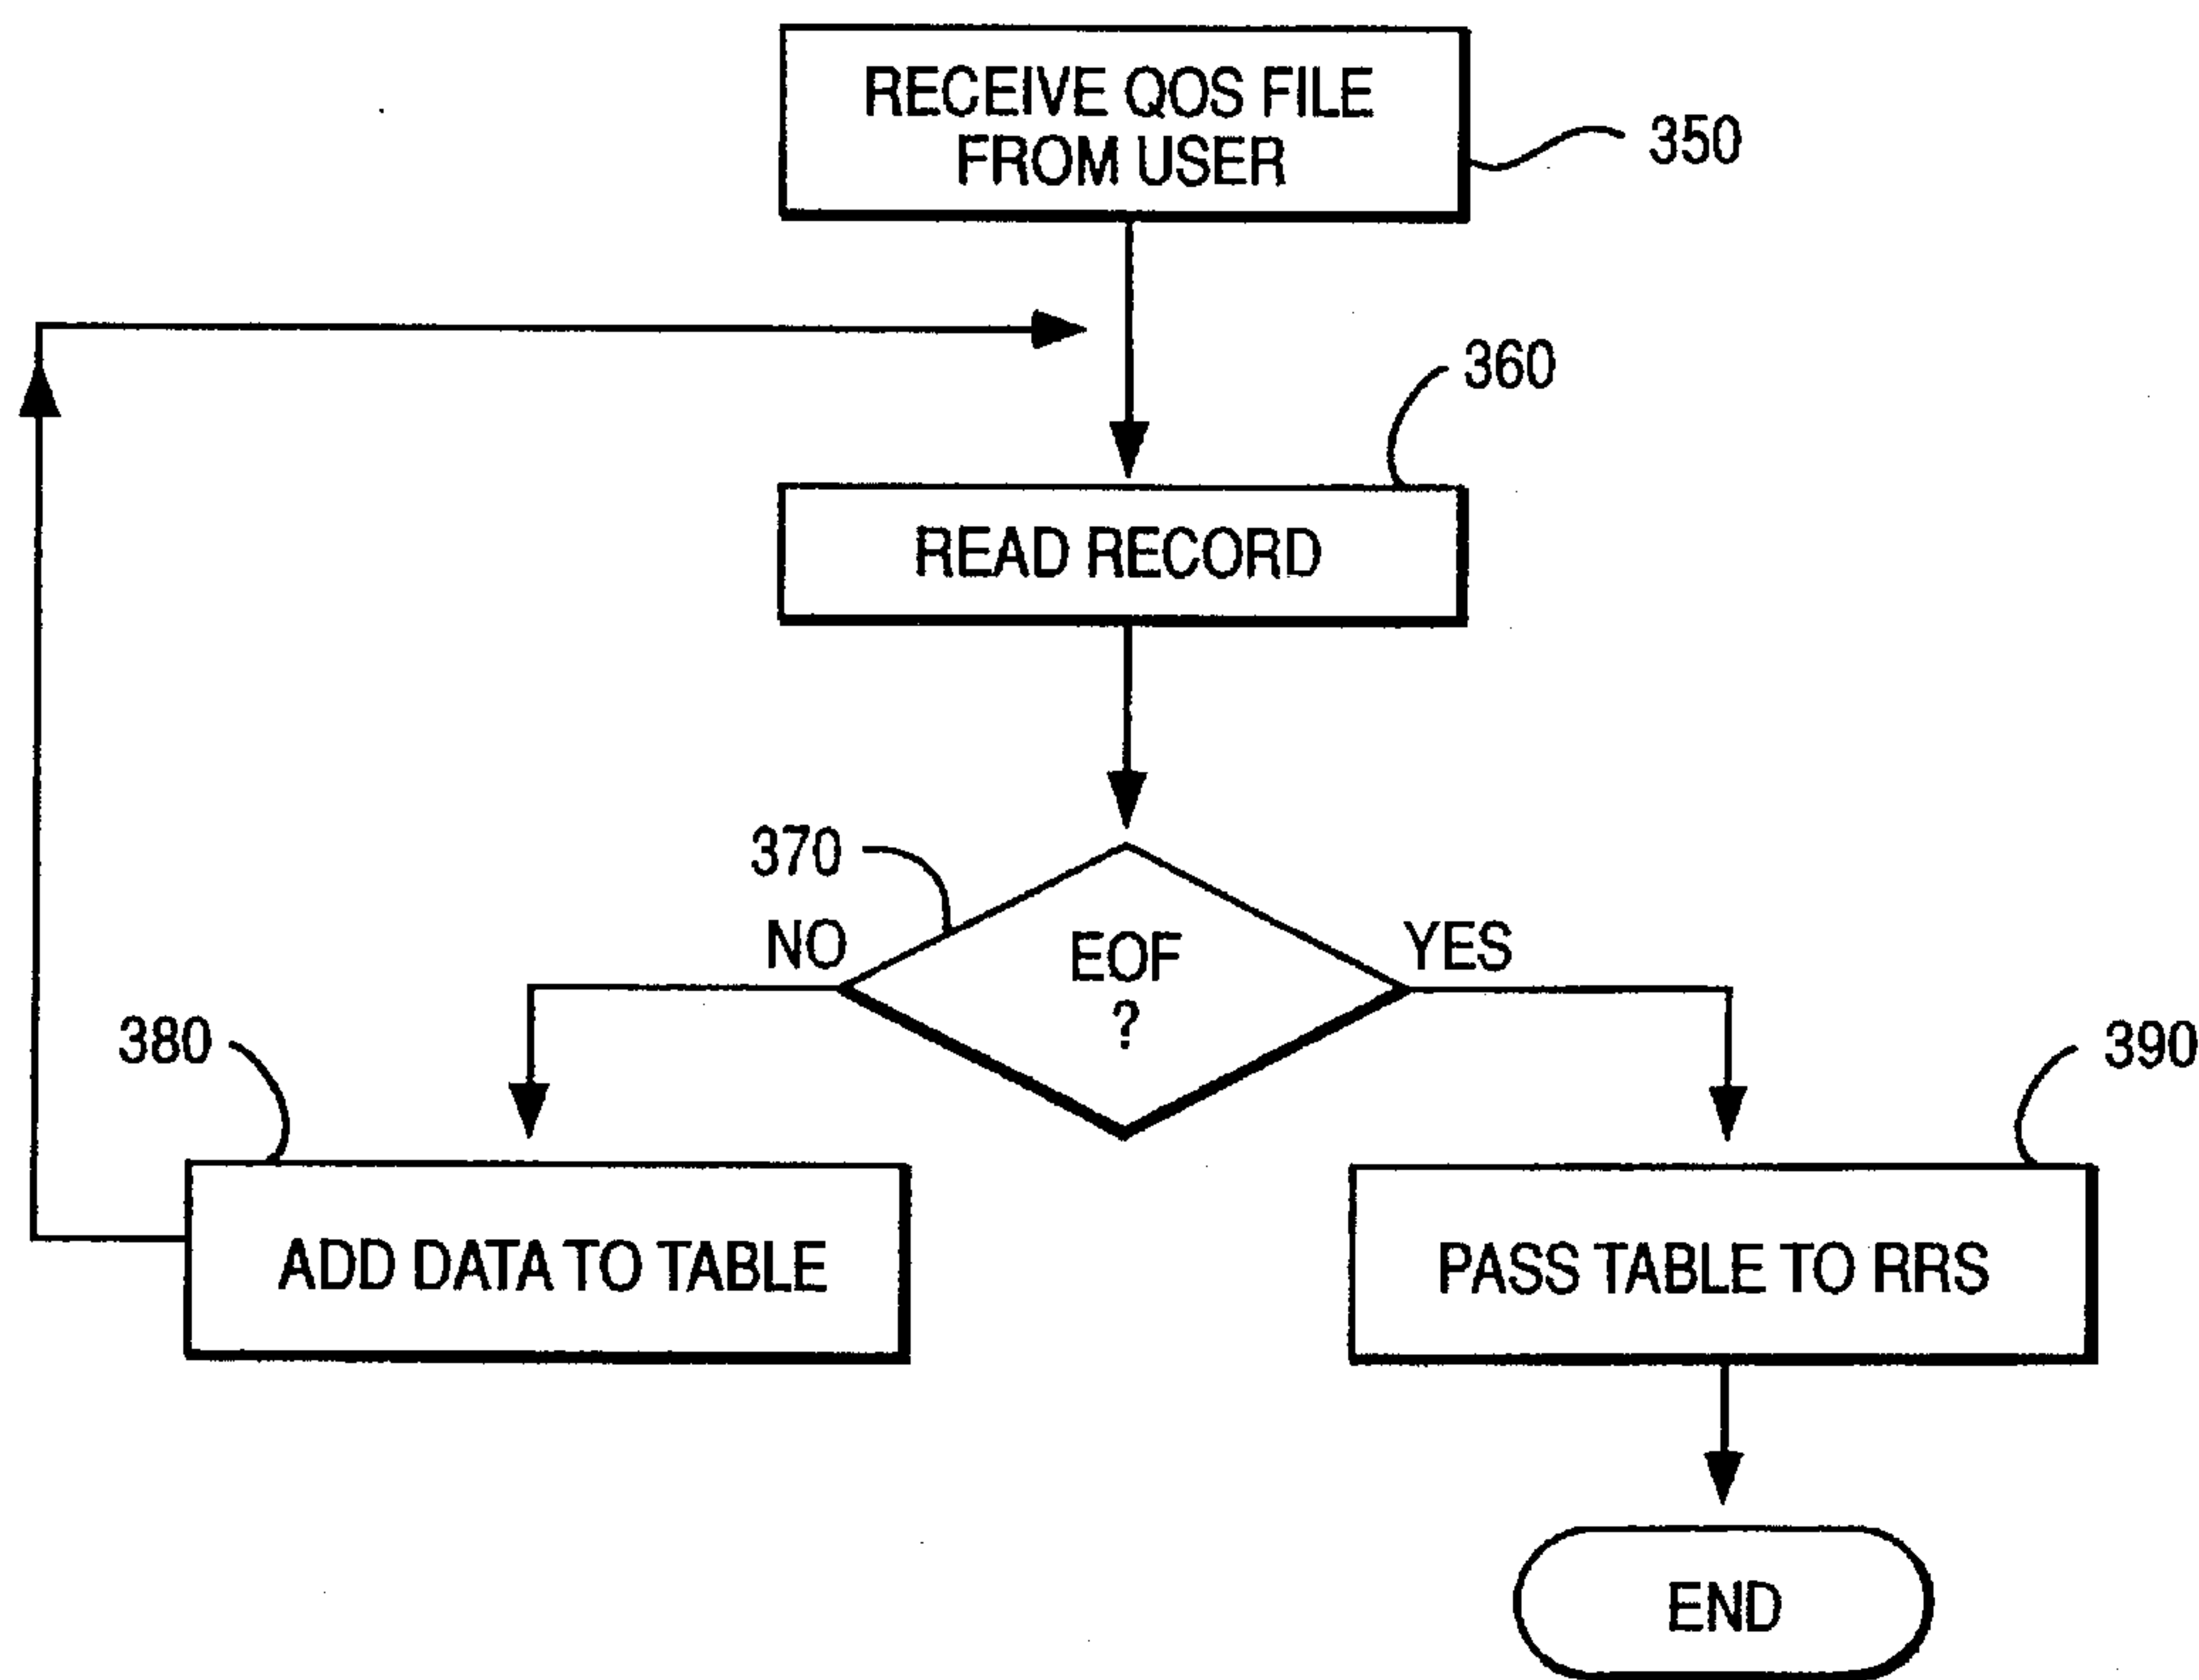 RECEIVE QOS FILE
FROM USER
350
360
READ RECORD
370
NO
EOF
?
YES
380
390
ADD DATA TO TABLE
PASS TABLE TO RRS
END